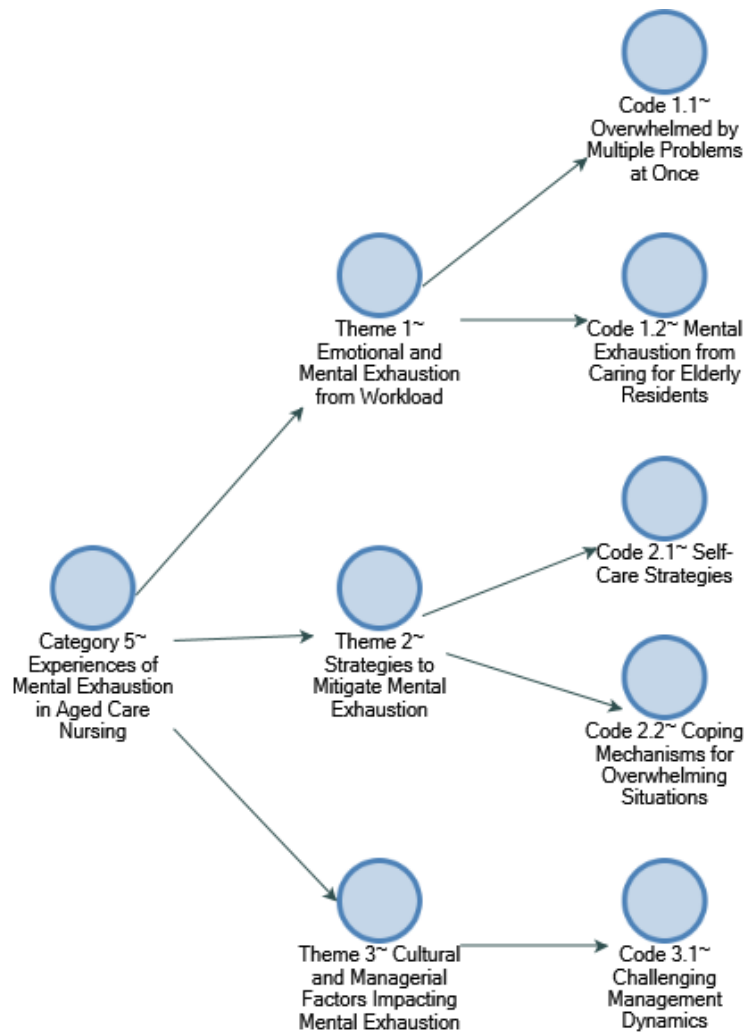 Code 1.1~
Overwhelmed by
Multiple Problems
at Once
Theme 1~
Emotional and
Mental Exhaustion
from Workload
Code 1.2~ Mental
Exhaustion from
Caring for Elderly
Residents
Code 2.1~ Self-
Care Strategies
Category 5~
Experiences of
Mental Exhaustion
in Aged Care
Nursing
Theme 2~
Strategies to
Mitigate Mental
Exhaustion
Code 2.2~ Coping
Mechanisms for
Overwhelming
Situations
Theme 3~ Cultural
and Managerial
Factors Impacting
Mental Exhaustion
Code 3.1~
Challenging
Management
Dynamics